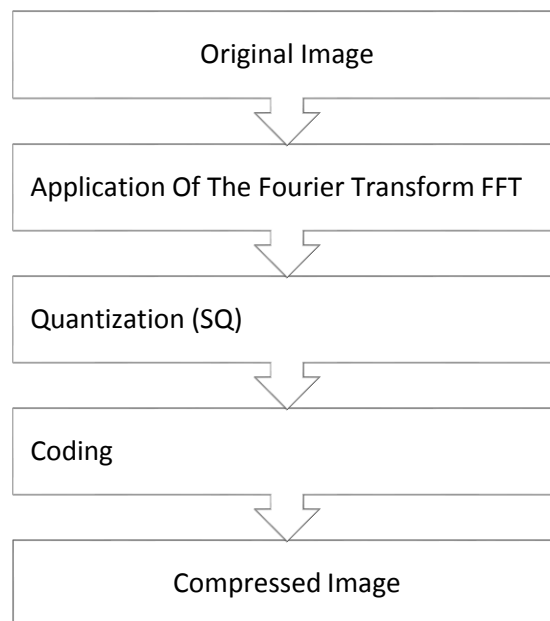 Original Image
Application Of The Fourier Transform FFT
Quantization (SQ)
Coding
Compressed Image